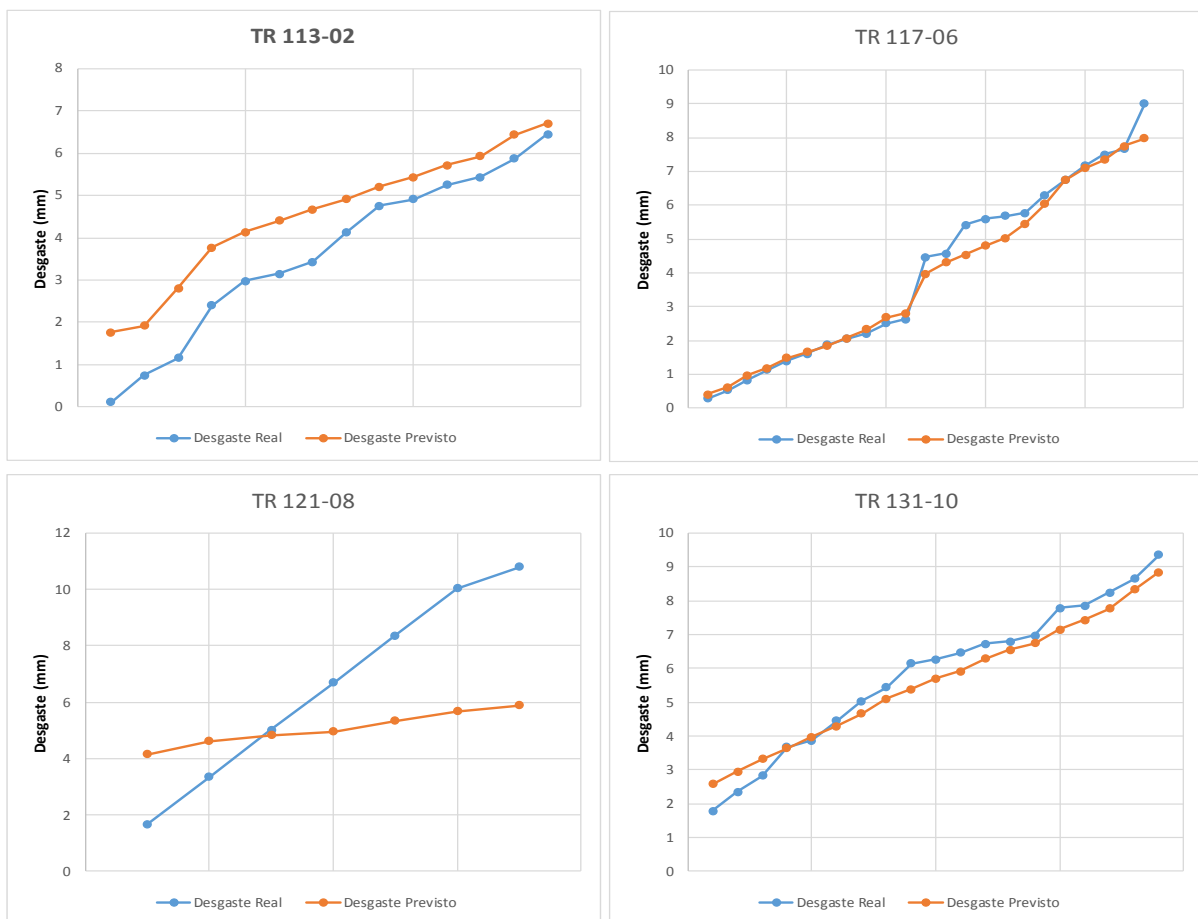 TR 113-02
8
7
6
5
4
3
2
1
0
Desgaste (mm)
Desgaste Real
Desgaste Previsto
TR 117-06
10
9
8
7
6
5
4
3
2
1
0
Desgaste (mm)
Desgaste Real
Desgaste Previsto
TR 121-08
12
10
8
6
4
2
0
Desgaste (mm)
Desgaste Real
Desgaste Previsto
TR 131-10
10
9
8
7
6
5
4
3
2
1
0
Desgaste (mm)
Desgaste Real
Desgaste Previsto